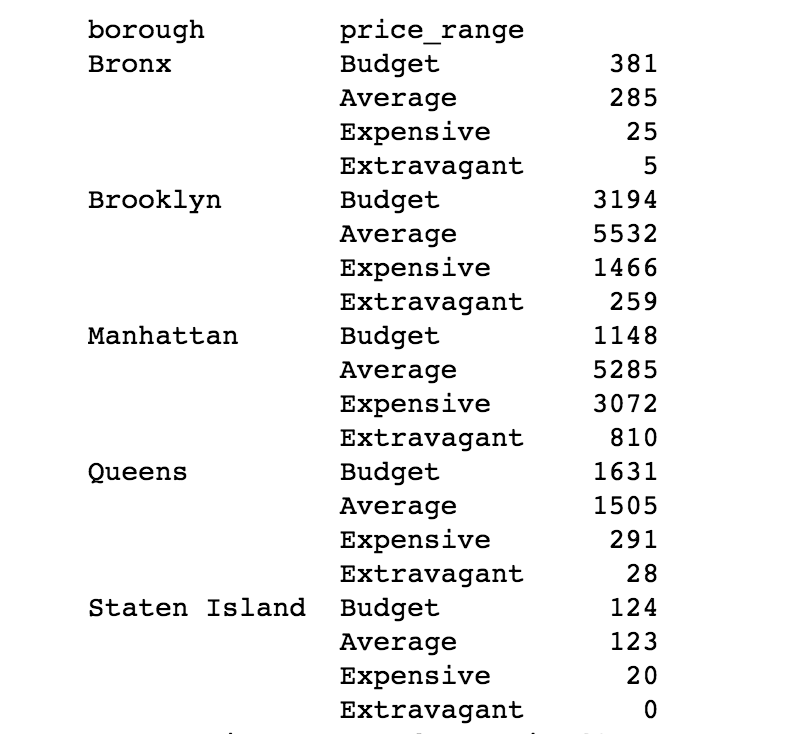 borough price_range
Bronx Budget 381
Average 285
Expensive 25
Extravagant 5
Brooklyn Budget 3194
Average 5532
Expensive 1466
Extravagant 259
Manhattan Budget 1148
Average 5285
Expensive 3072
Extravagant 810
Queens Budget 1631
Average 1505
Expensive 291
Extravagant 28
Staten Island Budget 124
Average 123
Expensive 20
Extravagant 0